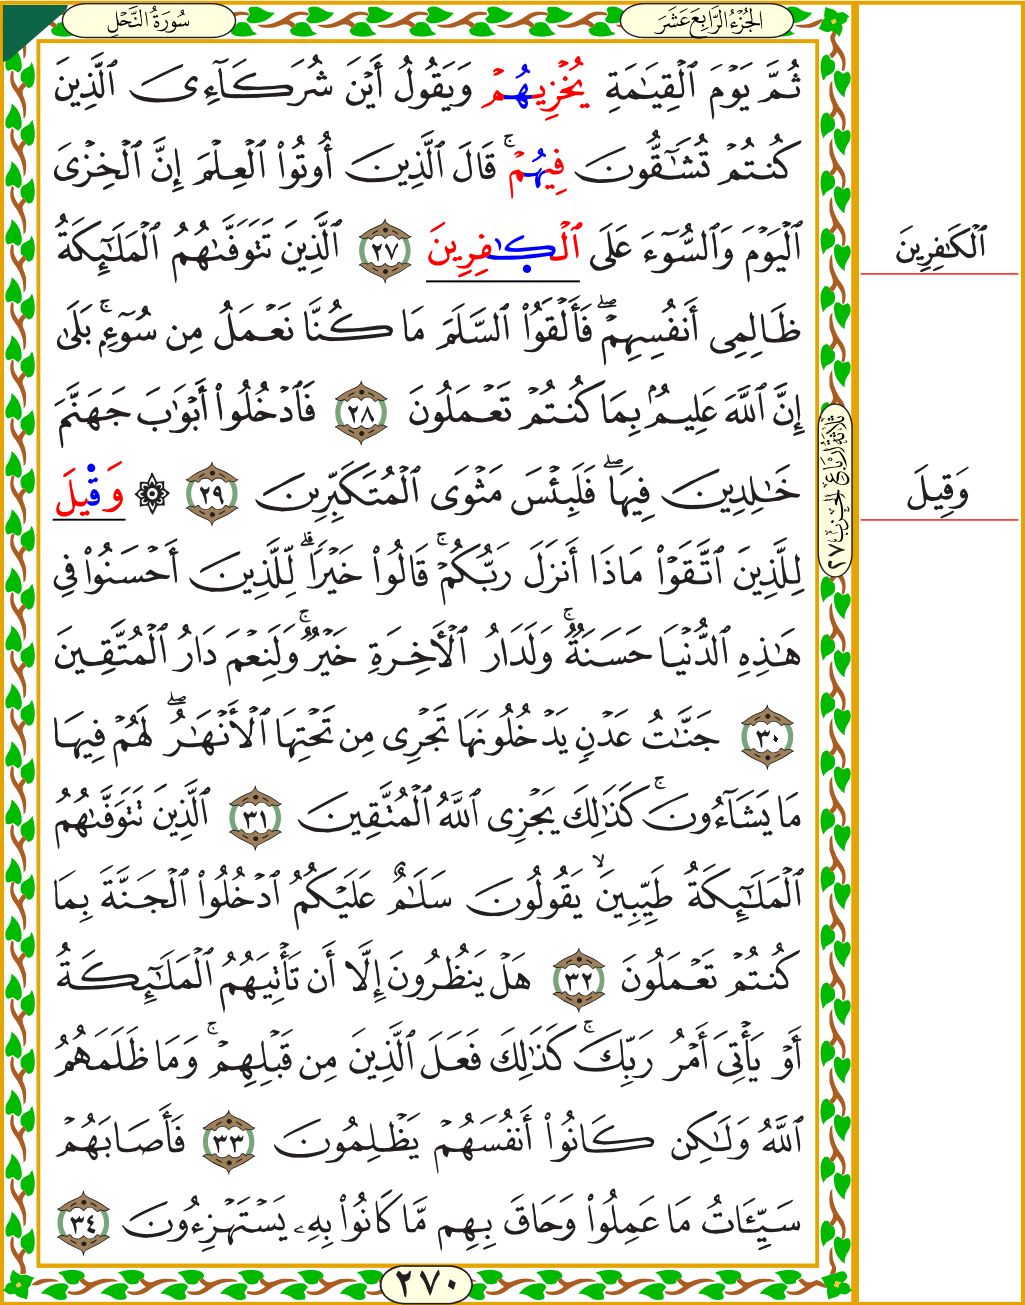 سُورَةُ النَّحْلِ
الجُزْءُ الرَّابِعَ عَشَرَ
ثُمَّ يَوْمَ ٱلْقِيَٰمَةِ يُخْزِيهُمْ وَيَقُولُ أَيْنَ شُرَكَآءِىَ ٱلَّذِينَ
كُنتُمْ تُشَٰٓقُّونَ فِيهُمْ ۚ قَالَ ٱلَّذِينَ أُوتُوا۟ ٱلْعِلْمَ إِنَّ ٱلْخِزْىَ
ٱلْيَوْمَ وَٱلسُّوٓءَ عَلَى ٱلْكَٰفِرِينَ ٢٧ ٱلَّذِينَ تَتَوَفَّىٰهُمُ ٱلْمَلَٰٓئِكَةُ
ٱلْكَٰفِرِينَ
ظَالِمِىٓ أَنفُسِهِمْ ۖ فَأَلْقَوُا۟ ٱلسَّلَمَ مَا كُنَّا نَعْمَلُ مِن سُوٓءٍۭ ۚ بَلَىٰٓ
إِنَّ ٱللَّهَ عَلِيمٌۢ بِمَا كُنتُمْ تَعْمَلُونَ ٢٨ فَٱدْخُلُوٓا۟ أَبْوَٰبَ جَهَنَّمَ
خَٰلِدِينَ فِيهَا ۖ فَلَبِئْسَ مَثْوَى ٱلْمُتَكَبِّرِينَ ٢٩ ۞ وَقِيلَ
وَقِيلَ
ثلاثة أرباع الحزب ٢٧
لِلَّذِينَ ٱتَّقَوْا۟ مَاذَآ أَنزَلَ رَبُّكُمْ ۚ قَالُوا۟ خَيْرًا ۗ لِّلَّذِينَ أَحْسَنُوا۟ فِى
هَٰذِهِ ٱلدُّنْيَا حَسَنَةٌ ۚ وَلَدَارُ ٱلْأَخِرَةِ خَيْرٌ ۚ وَلَنِعْمَ دَارُ ٱلْمُتَّقِينَ
٣٠ جَنَّٰتُ عَدْنٍ يَدْخُلُونَهَا تَجْرِى مِن تَحْتِهَا ٱلْأَنْهَٰرُ ۖ لَهُمْ فِيهَا
مَا يَشَآءُونَ ۚ كَذَٰلِكَ يَجْزِى ٱللَّهُ ٱلْمُتَّقِينَ ٣١ ٱلَّذِينَ تَتَوَفَّىٰهُمُ
ٱلْمَلَٰٓئِكَةُ طَيِّبِينَ ۙ يَقُولُونَ سَلَٰمٌ عَلَيْكُمُ ٱدْخُلُوا۟ ٱلْجَنَّةَ بِمَا
كُنتُمْ تَعْمَلُونَ ٣٢ هَلْ يَنظُرُونَ إِلَّآ أَن تَأْتِيَهُمُ ٱلْمَلَٰٓئِكَةُ
أَوْ يَأْتِىَ أَمْرُ رَبِّكَ ۚ كَذَٰلِكَ فَعَلَ ٱلَّذِينَ مِن قَبْلِهِمْ ۚ وَمَا ظَلَمَهُمُ
ٱللَّهُ وَلَٰكِن كَانُوٓا۟ أَنفُسَهُمْ يَظْلِمُونَ ٣٣ فَأَصَابَهُمْ
سَيِّـَٔاتُ مَا عَمِلُوا۟ وَحَاقَ بِهِم مَّا كَانُوا۟ بِهِۦ يَسْتَهْزِءُونَ ٣٤
٢٧٠